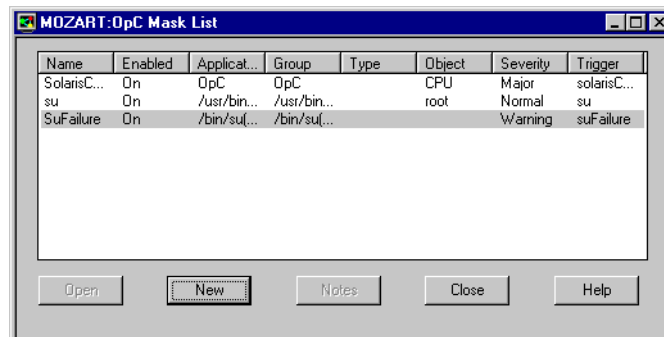 MOZART:OpC Mask List
Name Enabled Applicat... Group Type Object Severity Trigger
SolarisC... On OpC OpC CPU Major solarisC...
su On /usr/bin... /usr/bin... root Normal su
SuFailure On /bin/su(... /bin/su(... Warning suFailure
Open New Notes Close Help